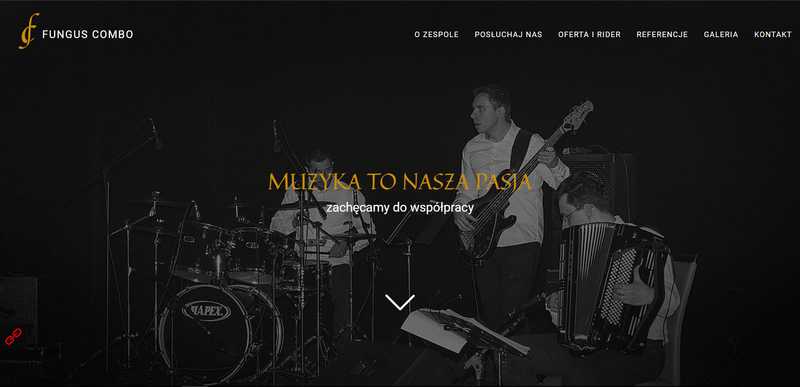 FUNGUS COMBO
O ZESPOLE POSŁUCHAJ NAS OFERTA I RIDER REFERENCJE GALERIA KONTAKT
MUZYKA TO NASZA PASJA
zachęcamy do współpracy
MAPEX